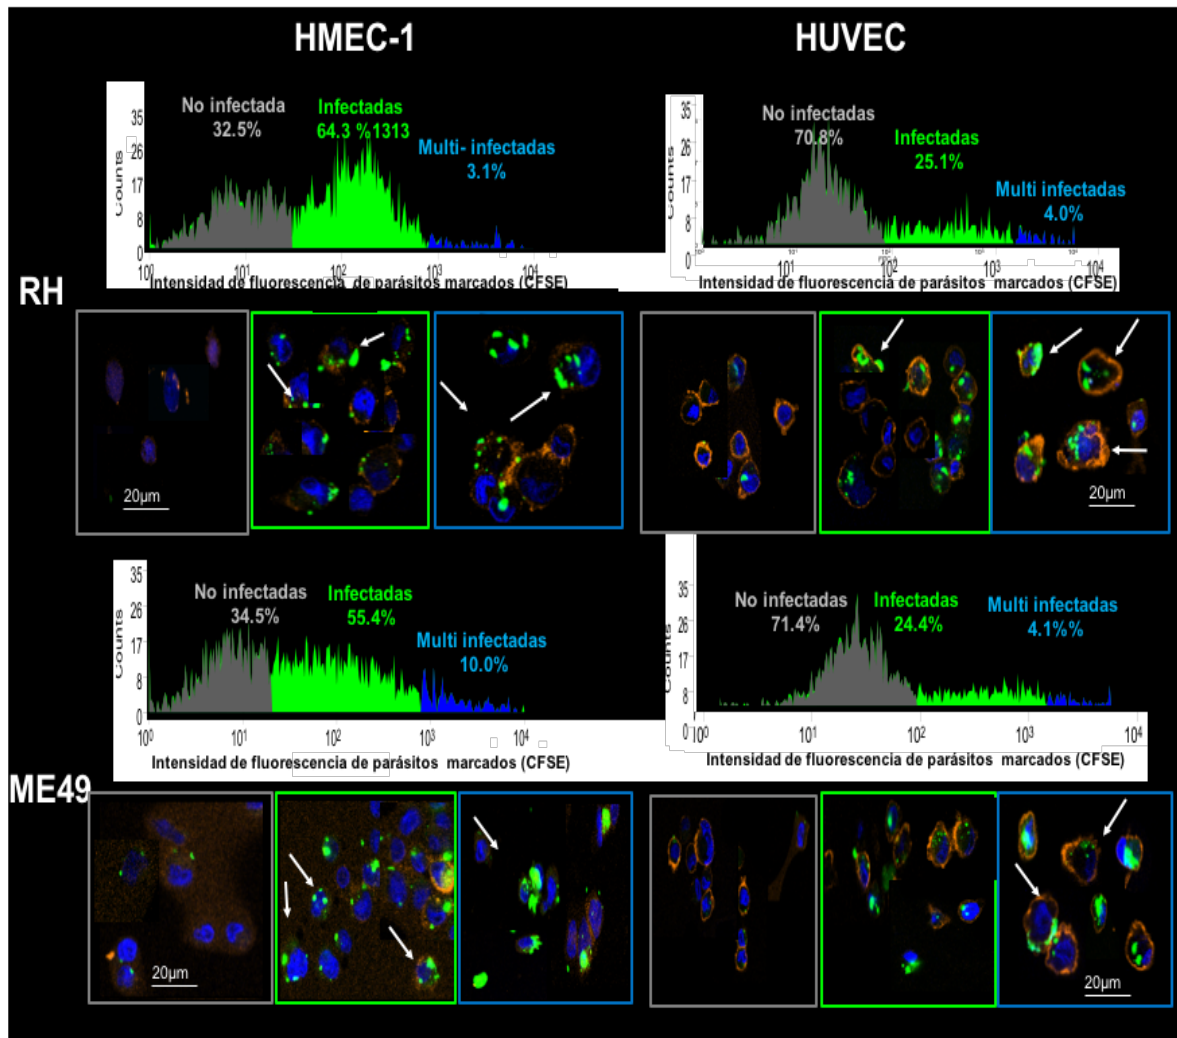 HMEC-1
HUVEC
No infectada
32.5%
Infectadas
64.3 %1313
Multi- infectadas
3.1%
Counts
35
26
17
8
0
10⁰ 10¹ 10² 10³ 10⁴
Intensidad de fluorescencia de parásitos marcados (CFSE)
No infectadas
70.8%
Infectadas
25.1%
Multi infectadas
4.0%
Counts
35
26
17
8
0
10¹ 10² 10³ 10⁴
Intensidad de fluorescencia de parásitos marcados (CFSE)
RH
20µm
20µm
No infectadas
34.5%
Infectadas
55.4%
Multi infectadas
10.0%
Counts
35
26
17
8
0
10⁰ 10¹ 10² 10³ 10⁴
Intensidad de fluorescencia de parásitos marcados (CFSE)
No infectadas
71.4%
Infectadas
24.4%
Multi infectadas
4.1%%
Counts
35
26
17
8
0
10⁰ 10¹ 10² 10³ 10⁴
Intensidad de fluorescencia de parásitos marcados (CFSE)
ME49
20µm
20µm